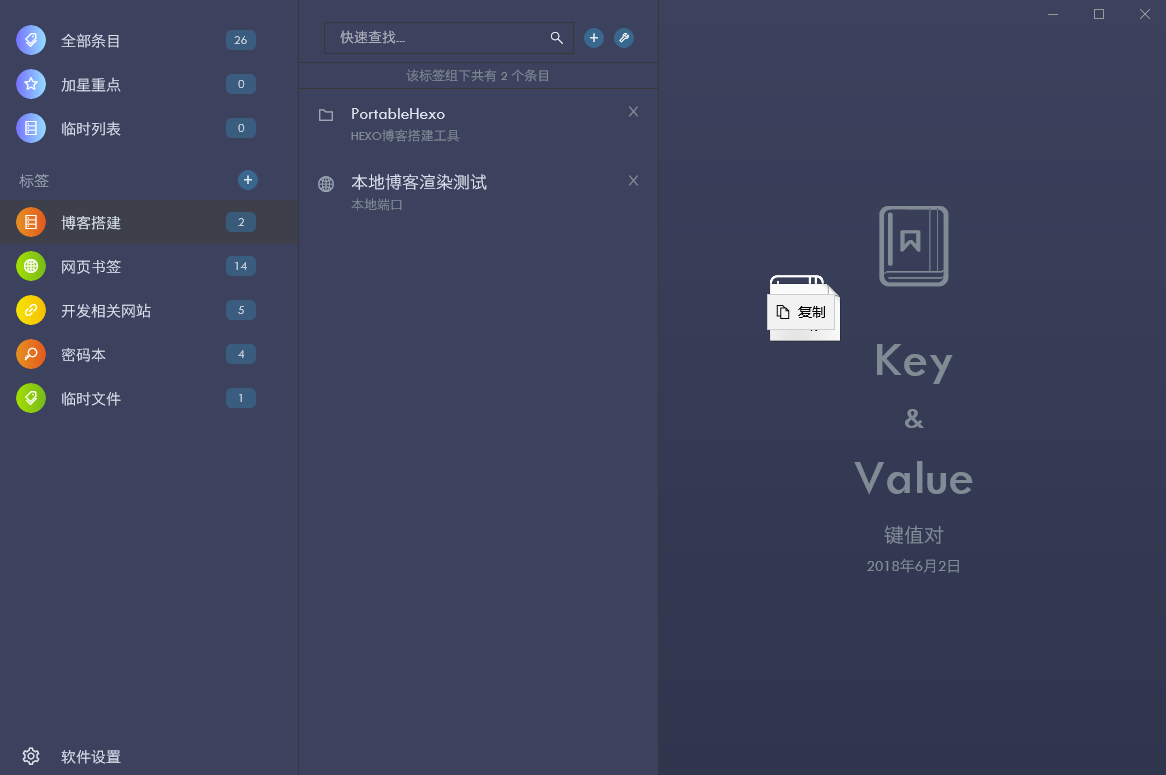 全部条目
26
加星重点
0
临时列表
0
标签
博客搭建
2
网页书签
14
开发相关网站
5
密码本
4
临时文件
1
软件设置
快速查找...
该标签组下共有 2 个条目
PortableHexo
HEXO博客搭建工具
本地博客渲染测试
本地端口
复制
Key
&
Value
键值对
2018年6月2日